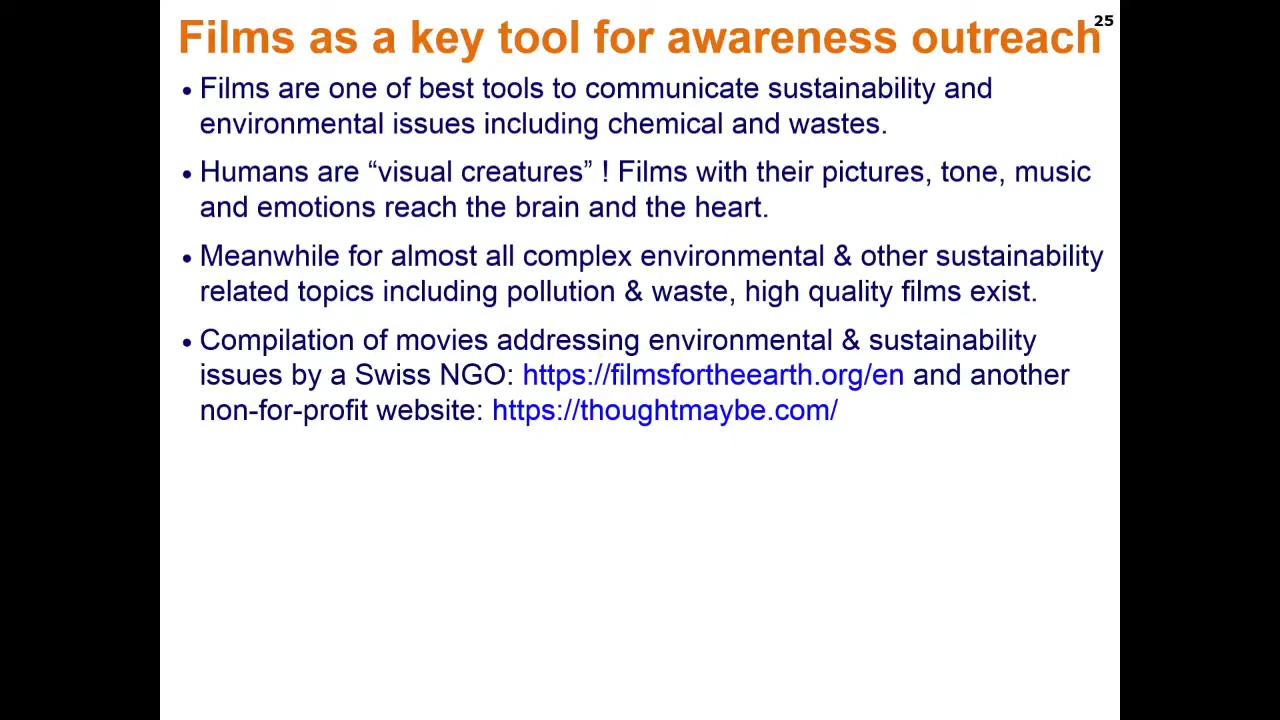 25
Films as a key tool for awareness outreach
• Films are one of best tools to communicate sustainability and
environmental issues including chemical and wastes.
• Humans are “visual creatures” ! Films with their pictures, tone, music
and emotions reach the brain and the heart.
• Meanwhile for almost all complex environmental & other sustainability
related topics including pollution & waste, high quality films exist.
• Compilation of movies addressing environmental & sustainability
issues by a Swiss NGO: https://filmsfortheearth.org/en and another
non-for-profit website: https://thoughtmaybe.com/